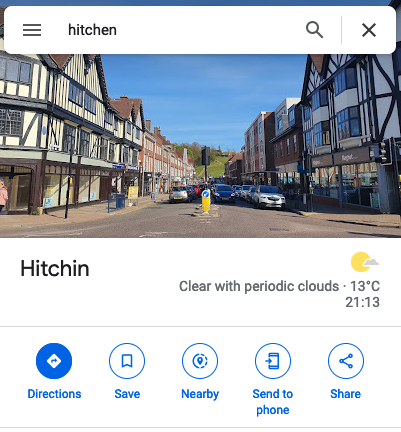 hitchen
Hitchin
Clear with periodic clouds · 13°C
21:13
Directions
Save
Nearby
Send to
phone
Share